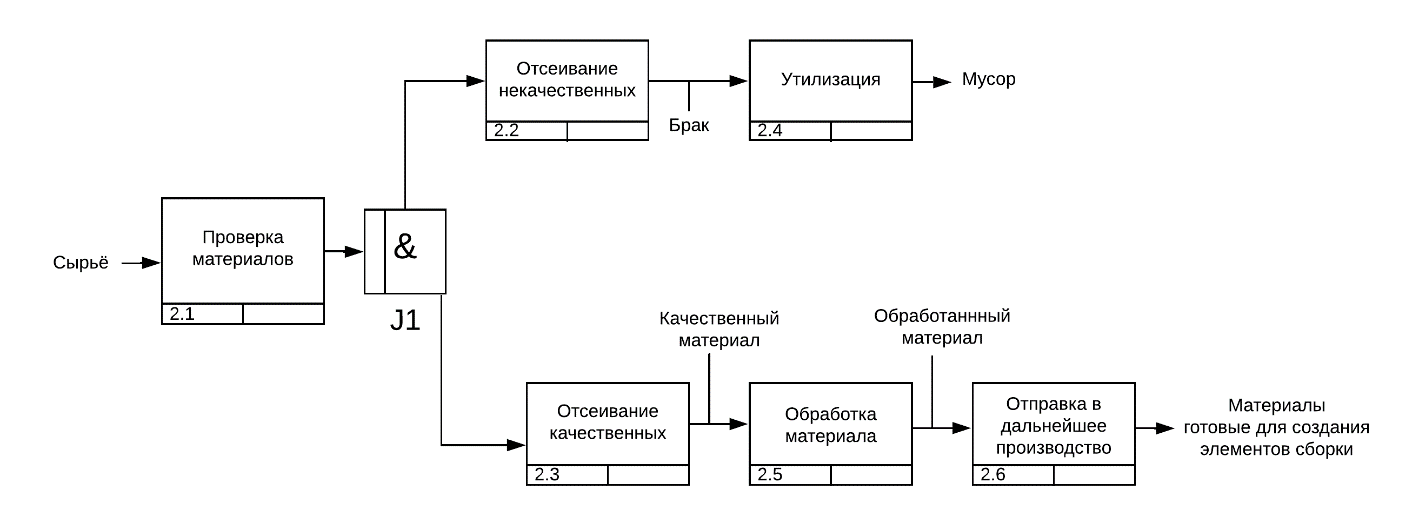 Отсеивание
некачественных
2.2
Брак
Утилизация
2.4
Мусор
Сырьё
Проверка
материалов
2.1
&
J1
Отсеивание
качественных
2.3
Качественный
материал
Обработка
материала
2.5
Обработаннный
материал
Отправка в
дальнейшее
производство
2.6
Материалы
готовые для создания
элементов сборки